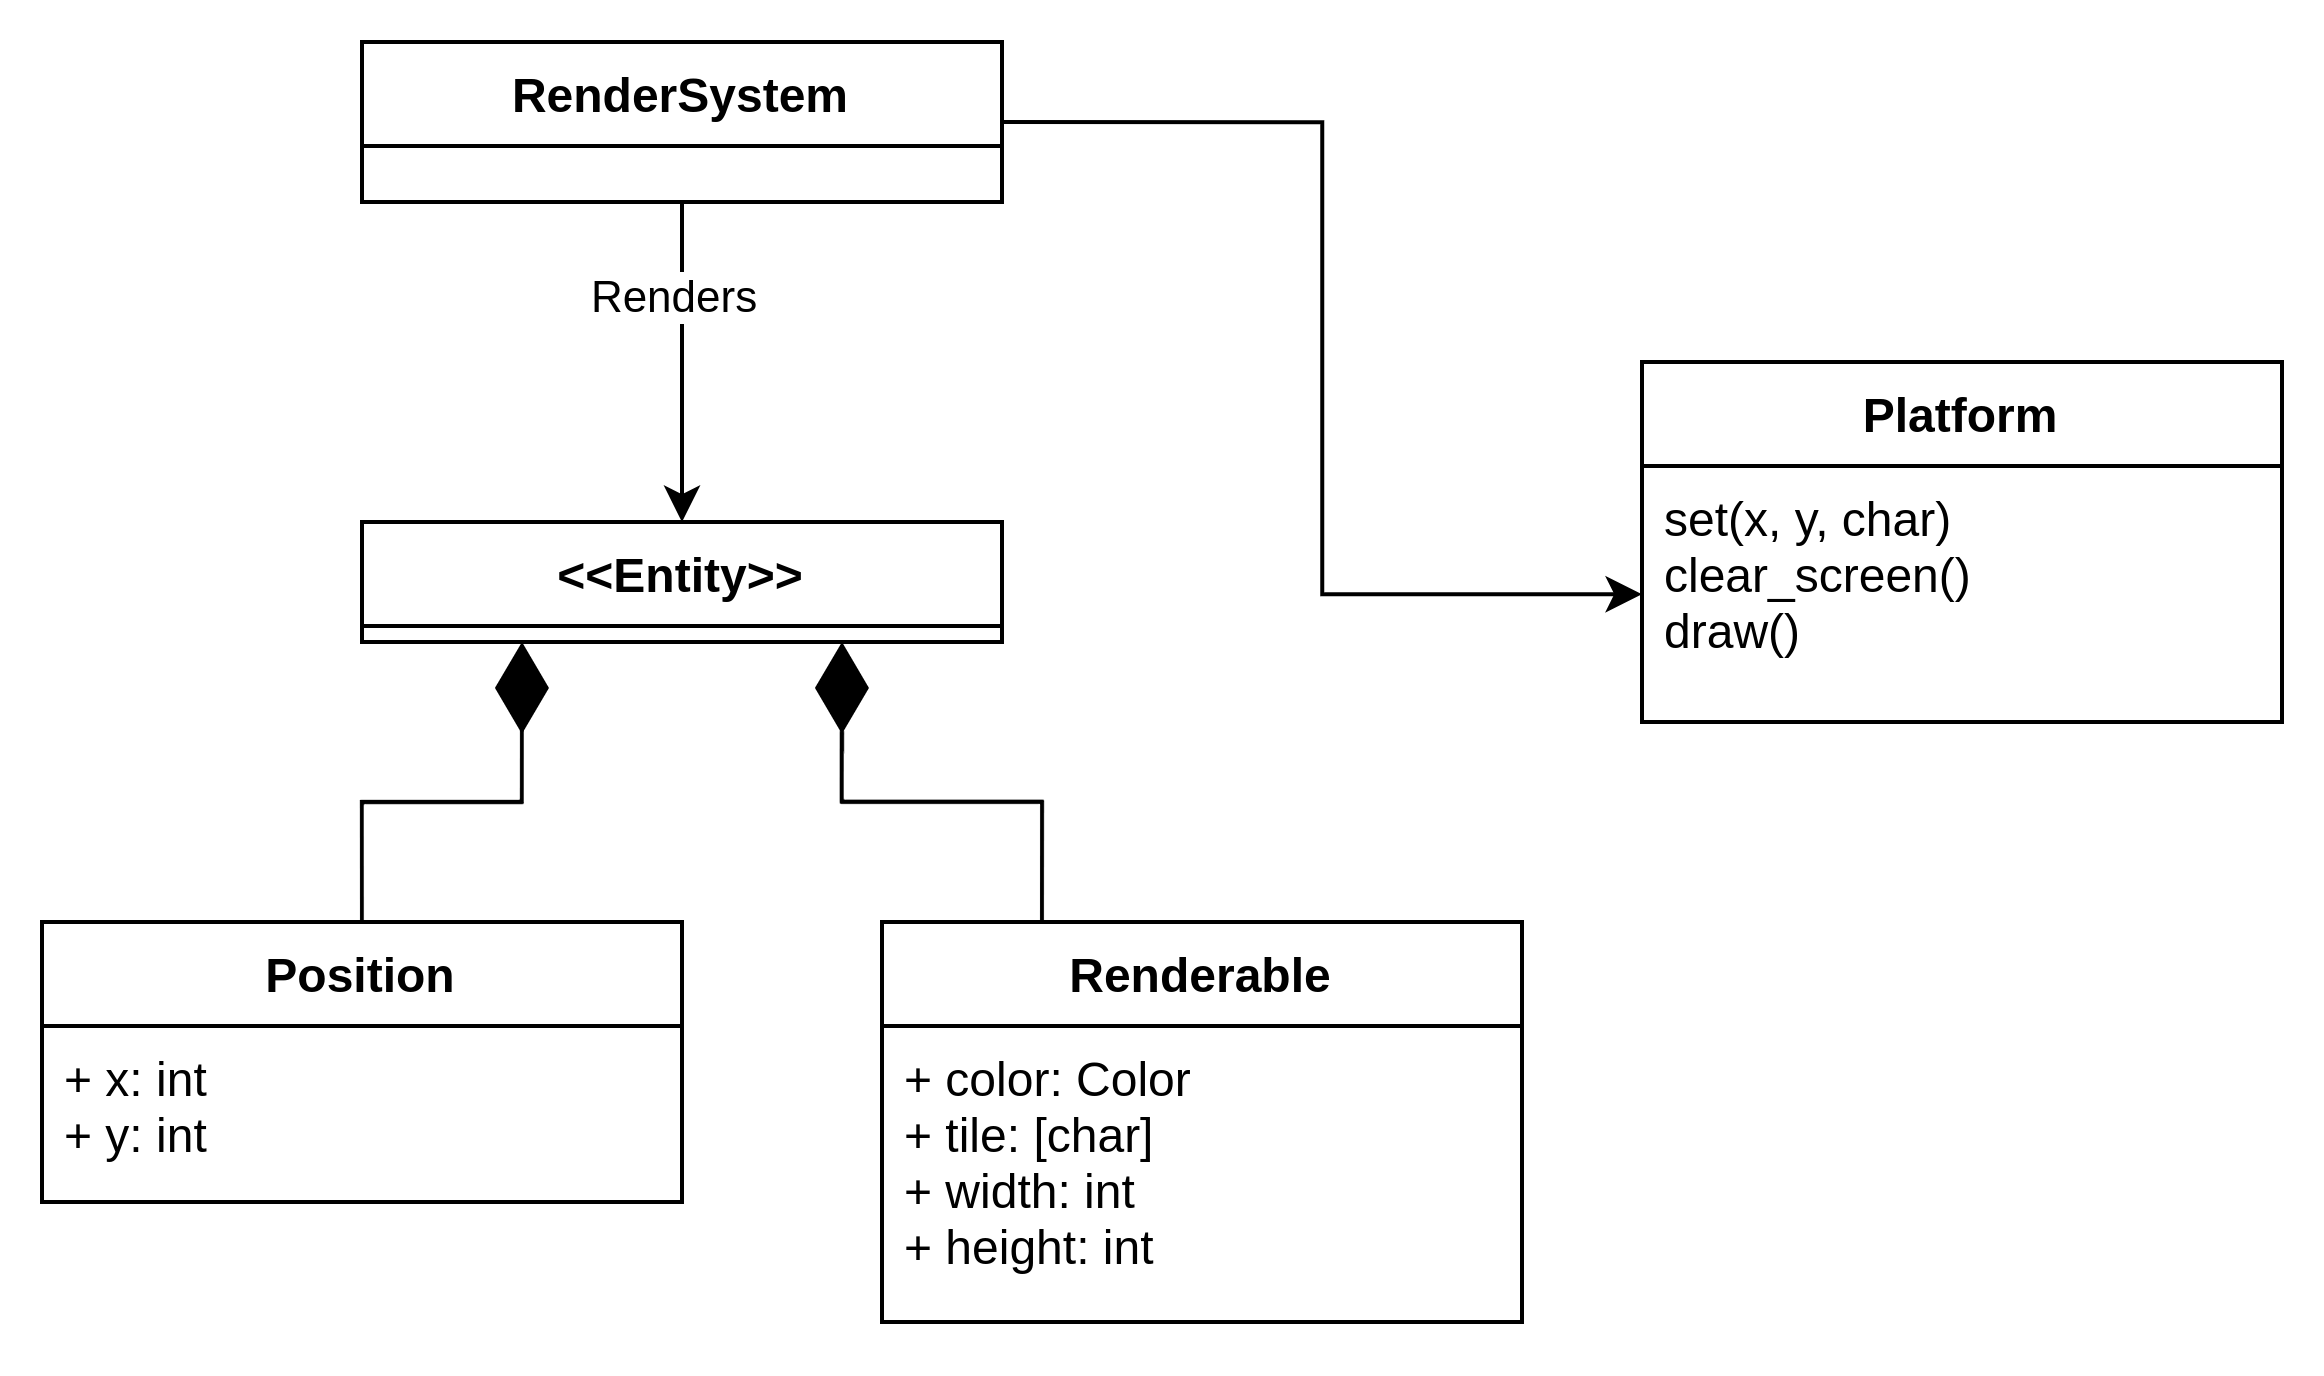 RenderSystem
Renders
<<Entity>>
Platform
set(x, y, char)
clear_screen()
draw()
Position
+ x: int
+ y: int
Renderable
+ color: Color
+ tile: [char]
+ width: int
+ height: int